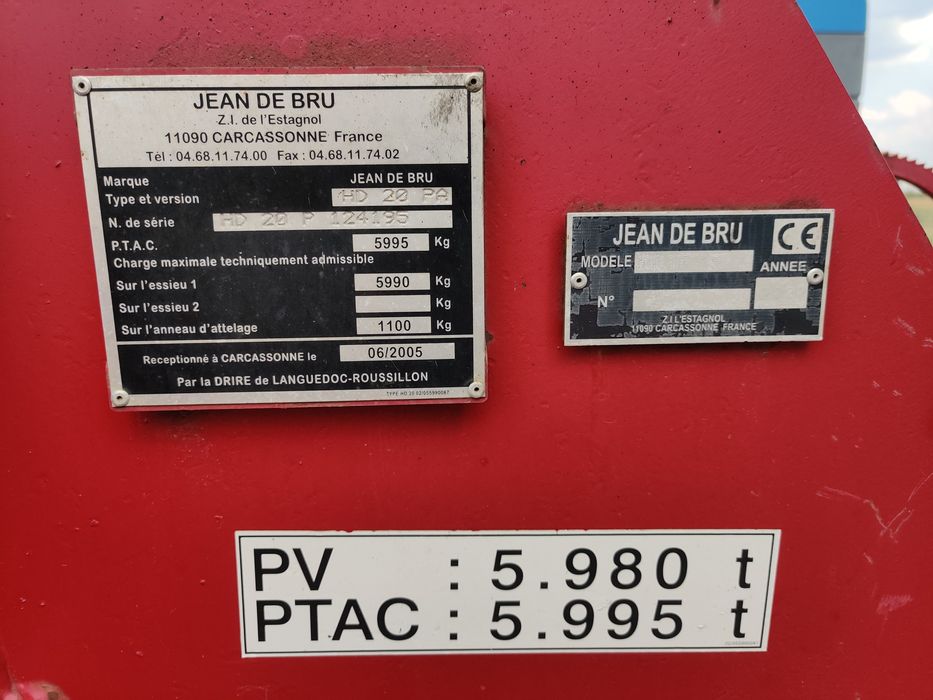 JEAN DE BRU
Z.I. de l'Estagnol
11090 CARCASSONNE France
Tél : 04.68.11.74.00 Fax : 04.68.11.74.02
Marque JEAN DE BRU
Type et version HD 20 PA
N. de série HD 20 P 124195
P.T.A.C. 5995 Kg
Charge maximale techniquement admissible
Sur l'essieu 1 5990 Kg
Sur l'essieu 2 Kg
Sur l'anneau d'attelage 1100 Kg
Receptionné à CARCASSONNE le 06/2005
Par la DRIRE de LANGUEDOC-ROUSSILLON
JEAN DE BRU CE
MODELE ANNEE
N°
Z.I L'ESTAGNOL
11090 CARCASSONNE FRANCE
PV : 5.980 t
PTAC : 5.995 t